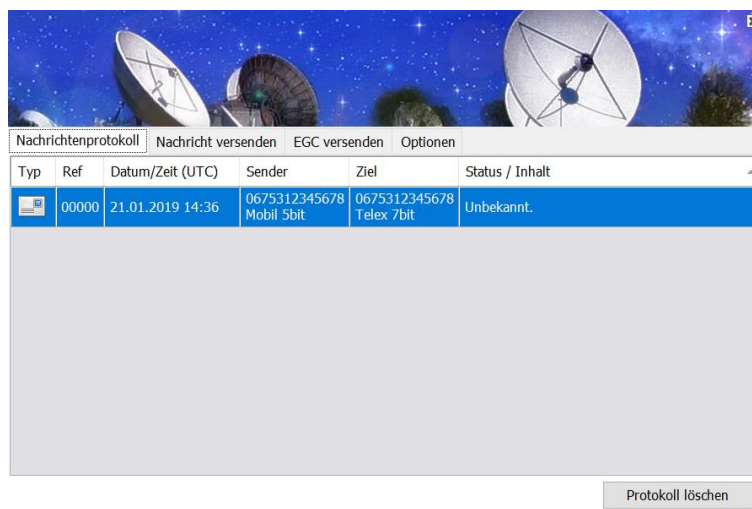 Nachrichtenprotokoll Nachricht versenden EGC versenden Optionen
Typ Ref Datum/Zeit (UTC) Sender Ziel Status / Inhalt
00000 21.01.2019 14:36 0675312345678 0675312345678 Unbekannt.
Mobil 5bit Telex 7bit
Protokoll löschen